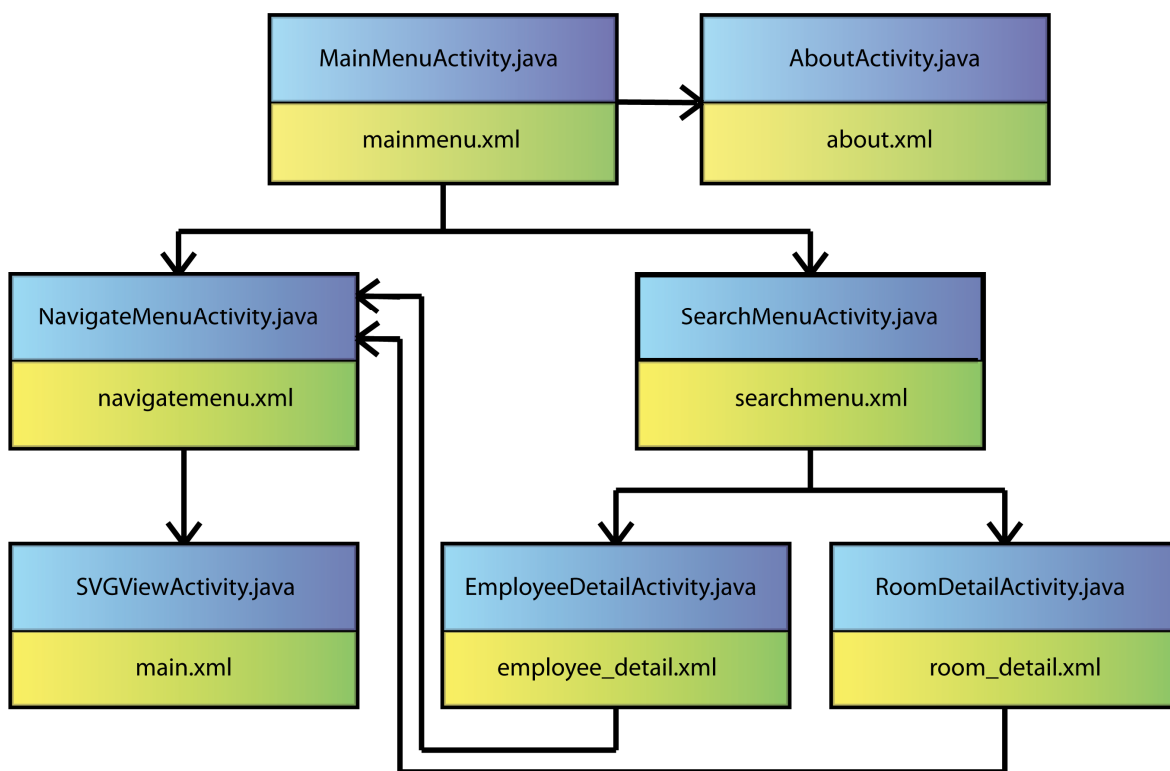 MainMenuActivity.java
mainmenu.xml
AboutActivity.java
about.xml
NavigateMenuActivity.java
navigatemenu.xml
SearchMenuActivity.java
searchmenu.xml
SVGViewActivity.java
main.xml
EmployeeDetailActivity.java
employee_detail.xml
RoomDetailActivity.java
room_detail.xml